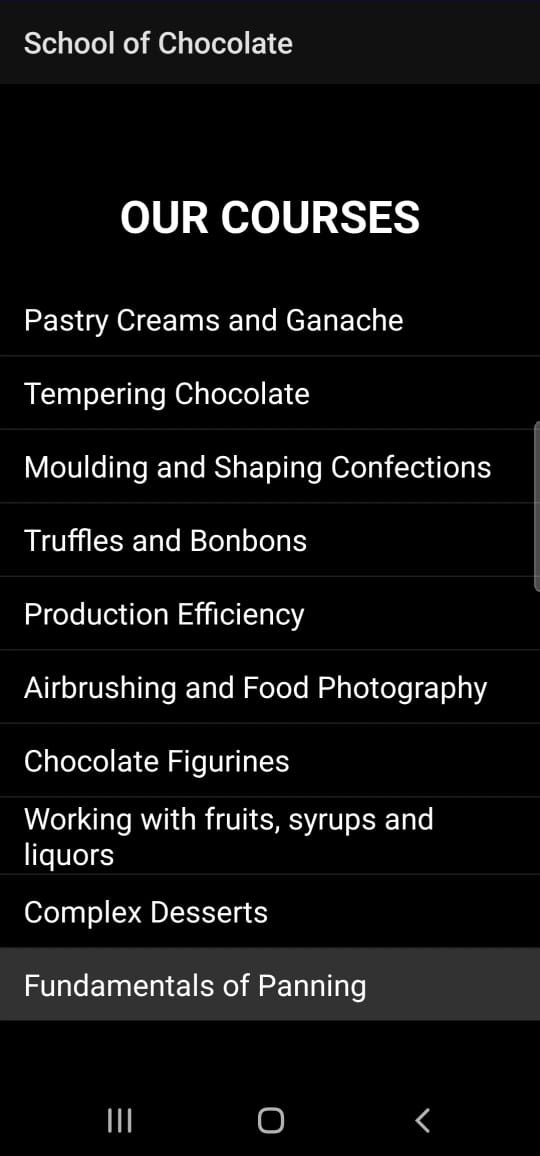 School of Chocolate
OUR COURSES
Pastry Creams and Ganache
Tempering Chocolate
Moulding and Shaping Confections
Truffles and Bonbons
Production Efficiency
Airbrushing and Food Photography
Chocolate Figurines
Working with fruits, syrups and
liquors
Complex Desserts
Fundamentals of Panning